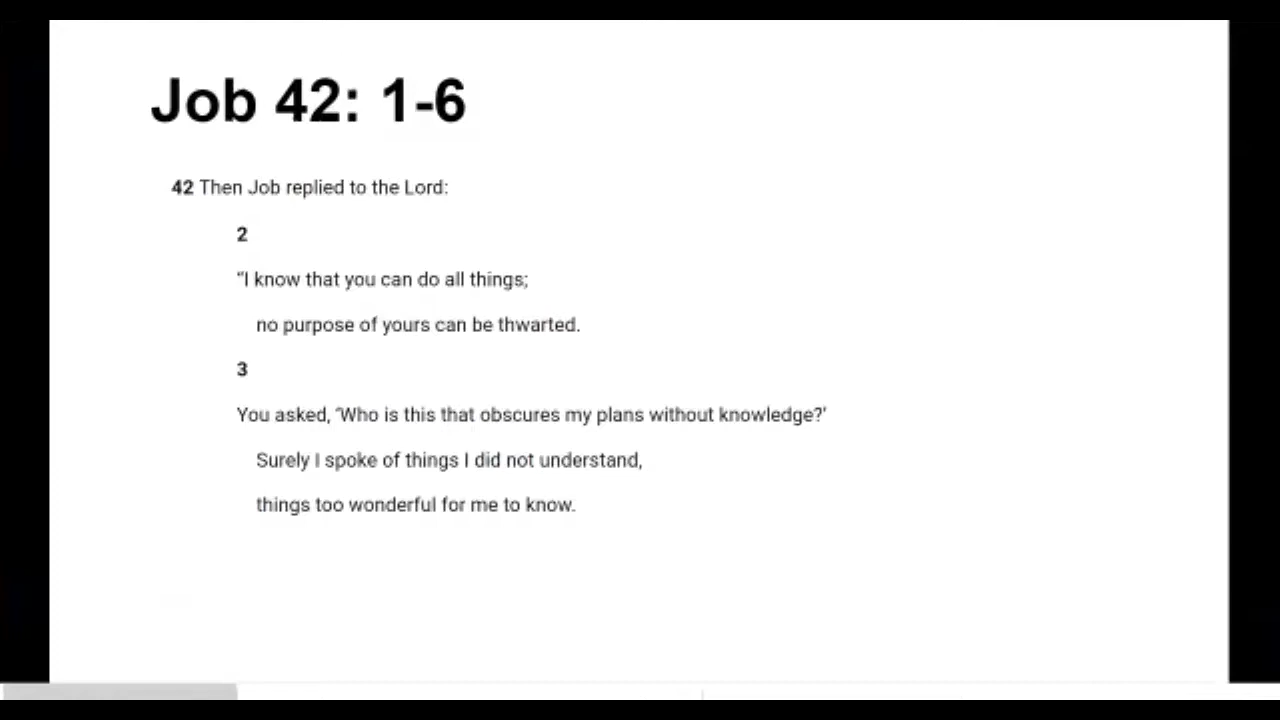 Job 42: 1-6
42 Then Job replied to the Lord:
2
“I know that you can do all things;
no purpose of yours can be thwarted.
3
You asked, ‘Who is this that obscures my plans without knowledge?’
Surely I spoke of things I did not understand,
things too wonderful for me to know.